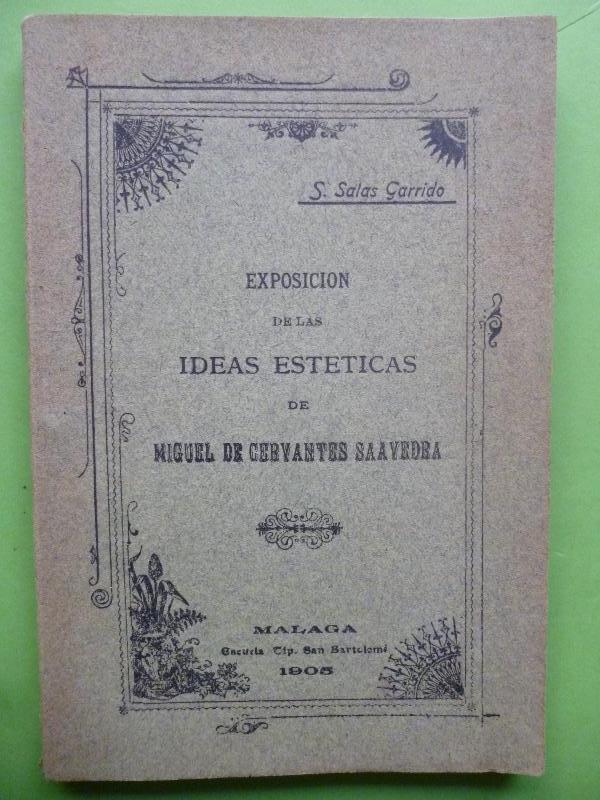 S. Salas Garrido
EXPOSICION
DE LAS
IDEAS ESTETICAS
DE
MIGUEL DE CERVANTES SAAVEDRA
MALAGA
Escuela Tip. San Bartolomé
1905